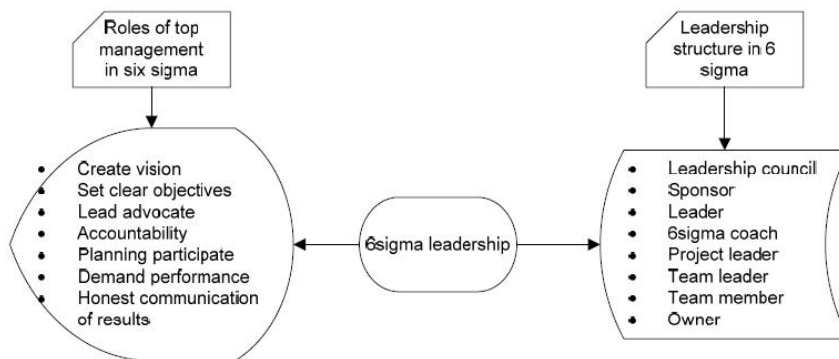 Roles of top
management
in six sigma
Leadership
structure in 6
sigma
• Create vision
• Set clear objectives
• Lead advocate
• Accountability
• Planning participate
• Demand performance
• Honest communication
of results
6sigma leadership
• Leadership council
• Sponsor
• Leader
• 6sigma coach
• Project leader
• Team leader
• Team member
• Owner